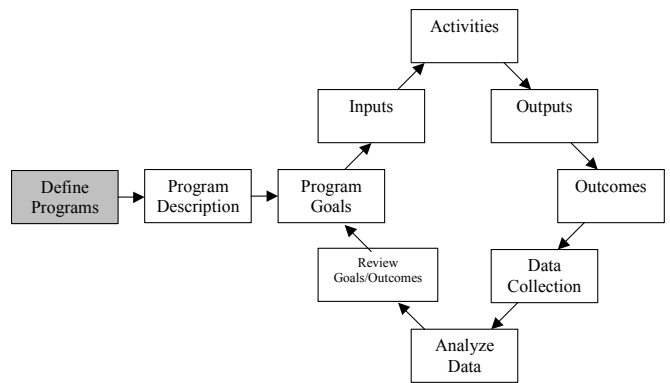 Activities
Inputs
Outputs
Define
Programs
Program
Description
Program
Goals
Outcomes
Review
Goals/Outcomes
Data
Collection
Analyze
Data